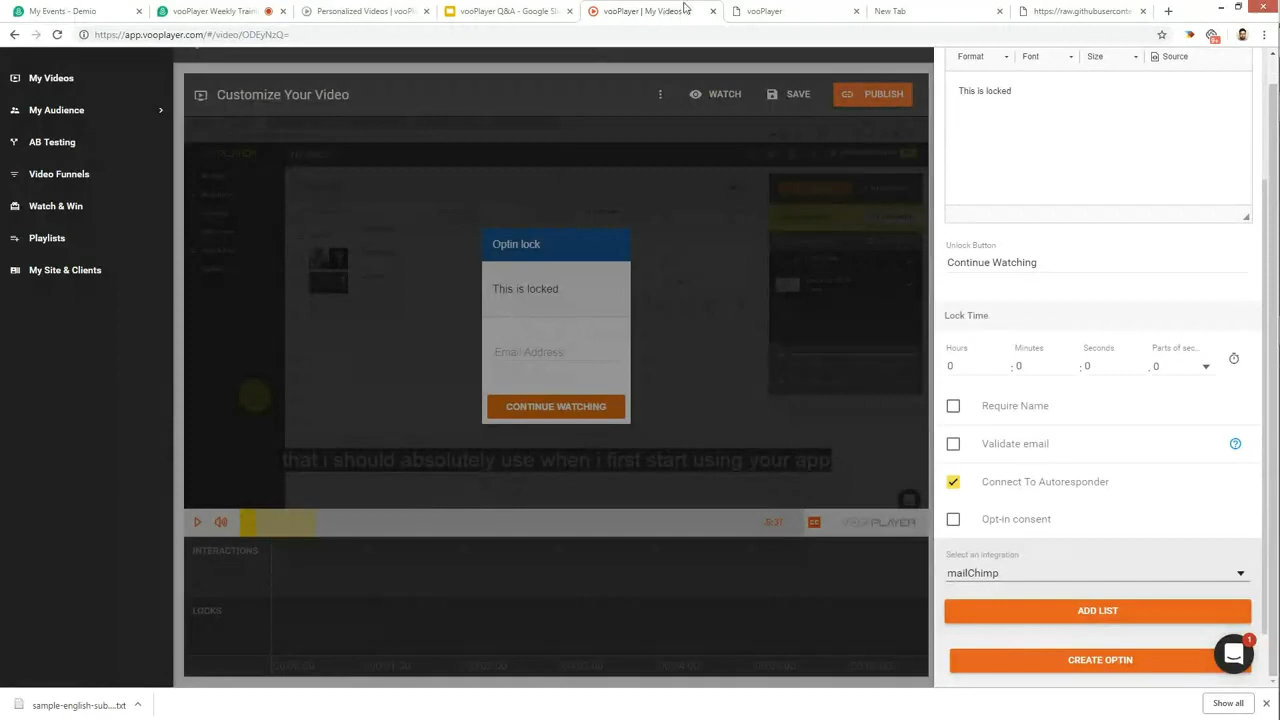 My Events - Demo
vooPlayer Weekly Traini
Personalized Videos | vooP
vooPlayer Q&A - Google Sl
vooPlayer | My Videos
vooPlayer
New Tab
https://raw.githubuserconte
https://app.vooplayer.com/#/video/ODEyNzQ=
9+
Format
Font
Size
Source
My Videos
My Audience
AB Testing
Video Funnels
Watch & Win
Playlists
My Site & Clients
Customize Your Video
WATCH
SAVE
PUBLISH
This is locked
Optin lock
This is locked
Email Address
CONTINUE WATCHING
that i should absolutely use when i first start using your app
VOOPLAYER
INTERACTIONS
LOCKS
Unlock Button
Continue Watching
Lock Time
Hours
Minutes
Seconds
Parts of sec...
0
: 0
: 0
. 0
Require Name
Validate email
Connect To Autoresponder
Opt-in consent
Select an integration
mailChimp
ADD LIST
CREATE OPTIN
1
sample-english-sub....txt
Show all